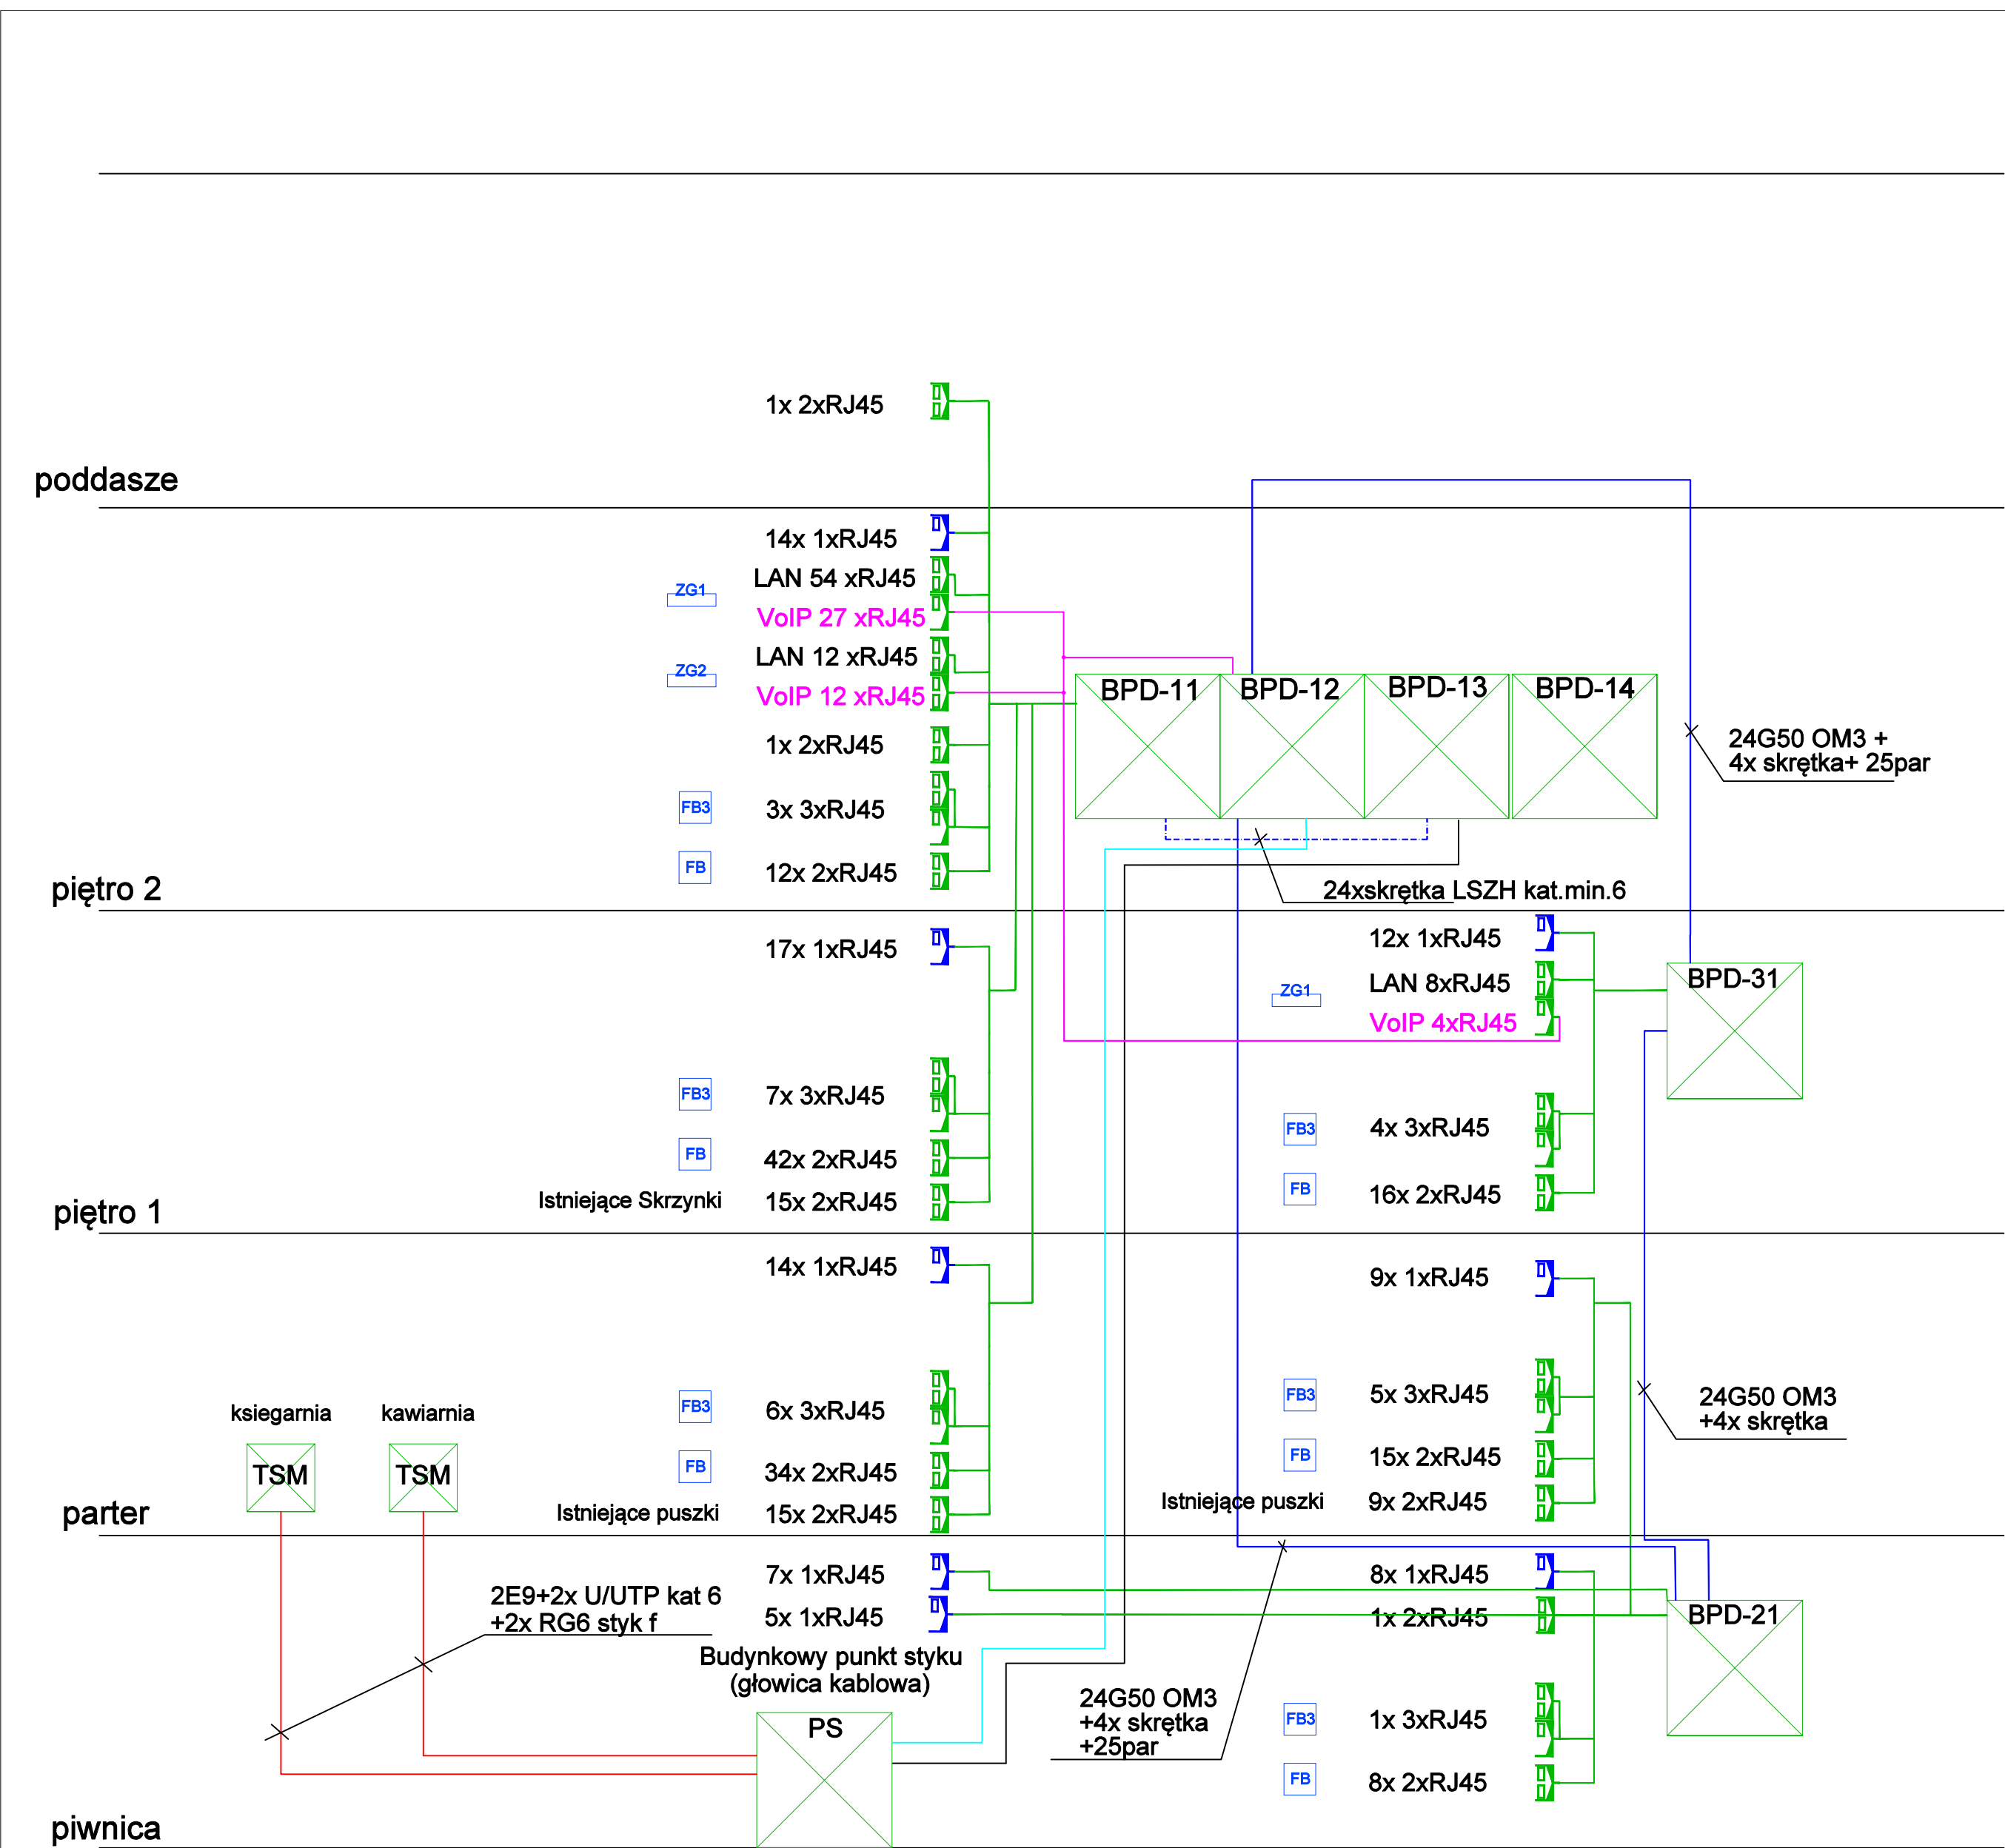 1x 2xRJ45
poddasze
14x 1xRJ45
ZG1
LAN 54 xRJ45
VoIP 27 xRJ45
ZG2
LAN 12 xRJ45
VoIP 12 xRJ45
1x 2xRJ45
FB3
3x 3xRJ45
FB
12x 2xRJ45
BPD-11
BPD-12
BPD-13
BPD-14
24G50 OM3 +
4x skrętka+ 25par
24xskrętka LSZH kat.min.6
piętro 2
17x 1xRJ45
FB3
7x 3xRJ45
FB
42x 2xRJ45
Istniejące Skrzynki
15x 2xRJ45
12x 1xRJ45
ZG1
LAN 8xRJ45
VoIP 4xRJ45
FB3
4x 3xRJ45
FB
16x 2xRJ45
BPD-31
piętro 1
14x 1xRJ45
FB3
6x 3xRJ45
FB
34x 2xRJ45
Istniejące puszki
15x 2xRJ45
ksiegarnia
kawiarnia
TSM
TSM
9x 1xRJ45
FB3
5x 3xRJ45
FB
15x 2xRJ45
Istniejące puszki
9x 2xRJ45
24G50 OM3
+4x skrętka
parter
7x 1xRJ45
5x 1xRJ45
2E9+2x U/UTP kat 6
+2x RG6 styk f
Budynkowy punkt styku
(głowica kablowa)
PS
24G50 OM3
+4x skrętka
+25par
8x 1xRJ45
1x 2xRJ45
FB3
1x 3xRJ45
FB
8x 2xRJ45
BPD-21
piwnica